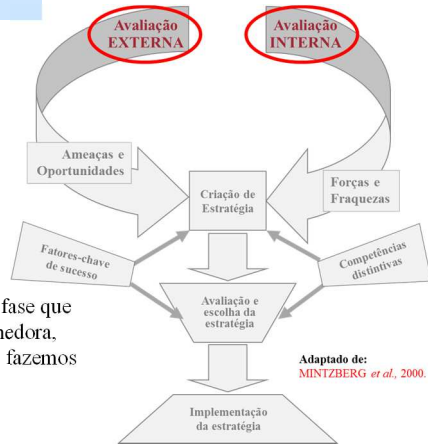 Avaliação
EXTERNA
Avaliação
INTERNA
Ameaças e
Oportunidades
Forças e
Fraquezas
Criação de
Estratégia
Fatores-chave
de sucesso
Competências
distintivas
Avaliação e
escolha da
estratégia
fase que
nedora,
fazemos
Adaptado de:
MINTZBERG et al., 2000.
Implementação
da estratégia